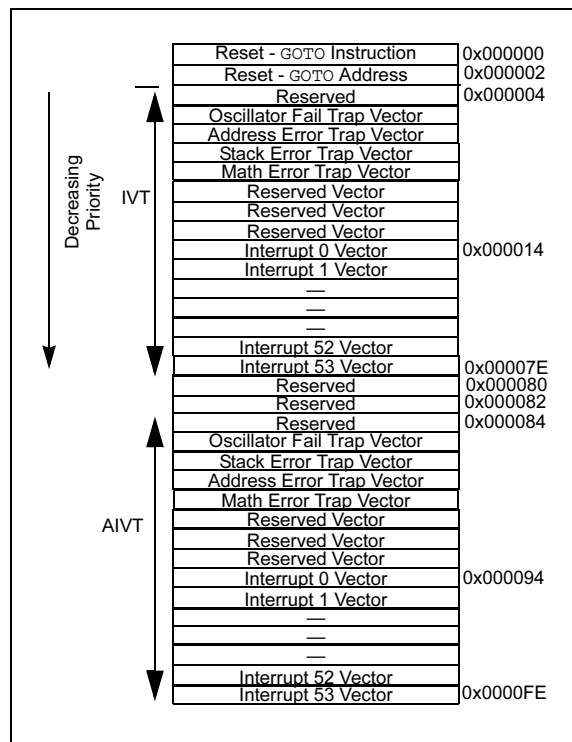 Reset - GOTO Instruction 0x000000
Reset - GOTO Address 0x000002
Reserved 0x000004
Oscillator Fail Trap Vector
Address Error Trap Vector
Stack Error Trap Vector
Math Error Trap Vector
Reserved Vector
Reserved Vector
Reserved Vector
Interrupt 0 Vector 0x000014
Interrupt 1 Vector
—
—
—
Interrupt 52 Vector
Interrupt 53 Vector 0x00007E
Reserved 0x000080
Reserved 0x000082
Reserved 0x000084
Oscillator Fail Trap Vector
Stack Error Trap Vector
Address Error Trap Vector
Math Error Trap Vector
Reserved Vector
Reserved Vector
Reserved Vector
Interrupt 0 Vector 0x000094
Interrupt 1 Vector
—
—
—
Interrupt 52 Vector
Interrupt 53 Vector 0x0000FE
Decreasing
Priority
IVT
AIVT